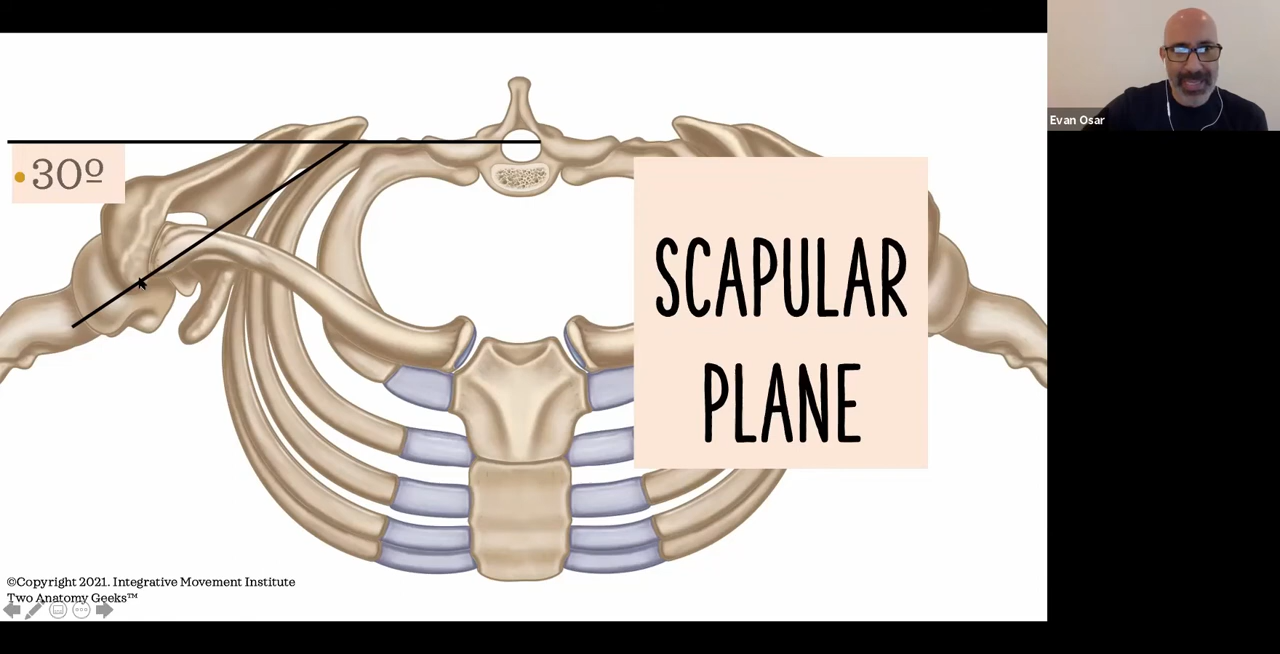 Evan Osar
30º
SCAPULAR
PLANE
©Copyright 2021. Integrative Movement Institute
Two Anatomy Geeks™